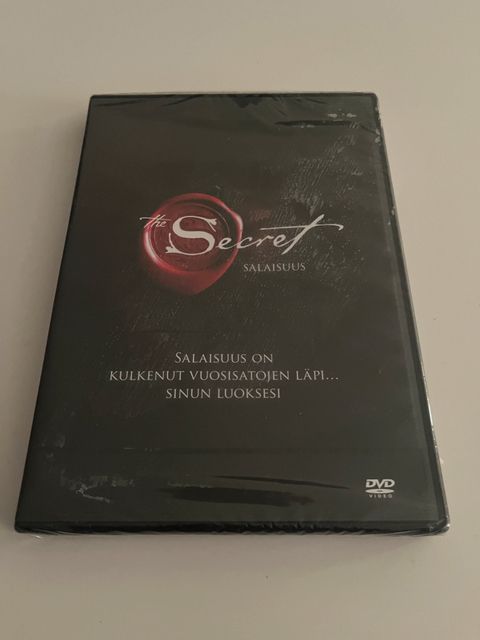 the Secret
SALAISUUS
SALAISUUS ON
KULKENUT VUOSISATOJEN LÄPI...
SINUN LUOKSESI
DVD
VIDEO